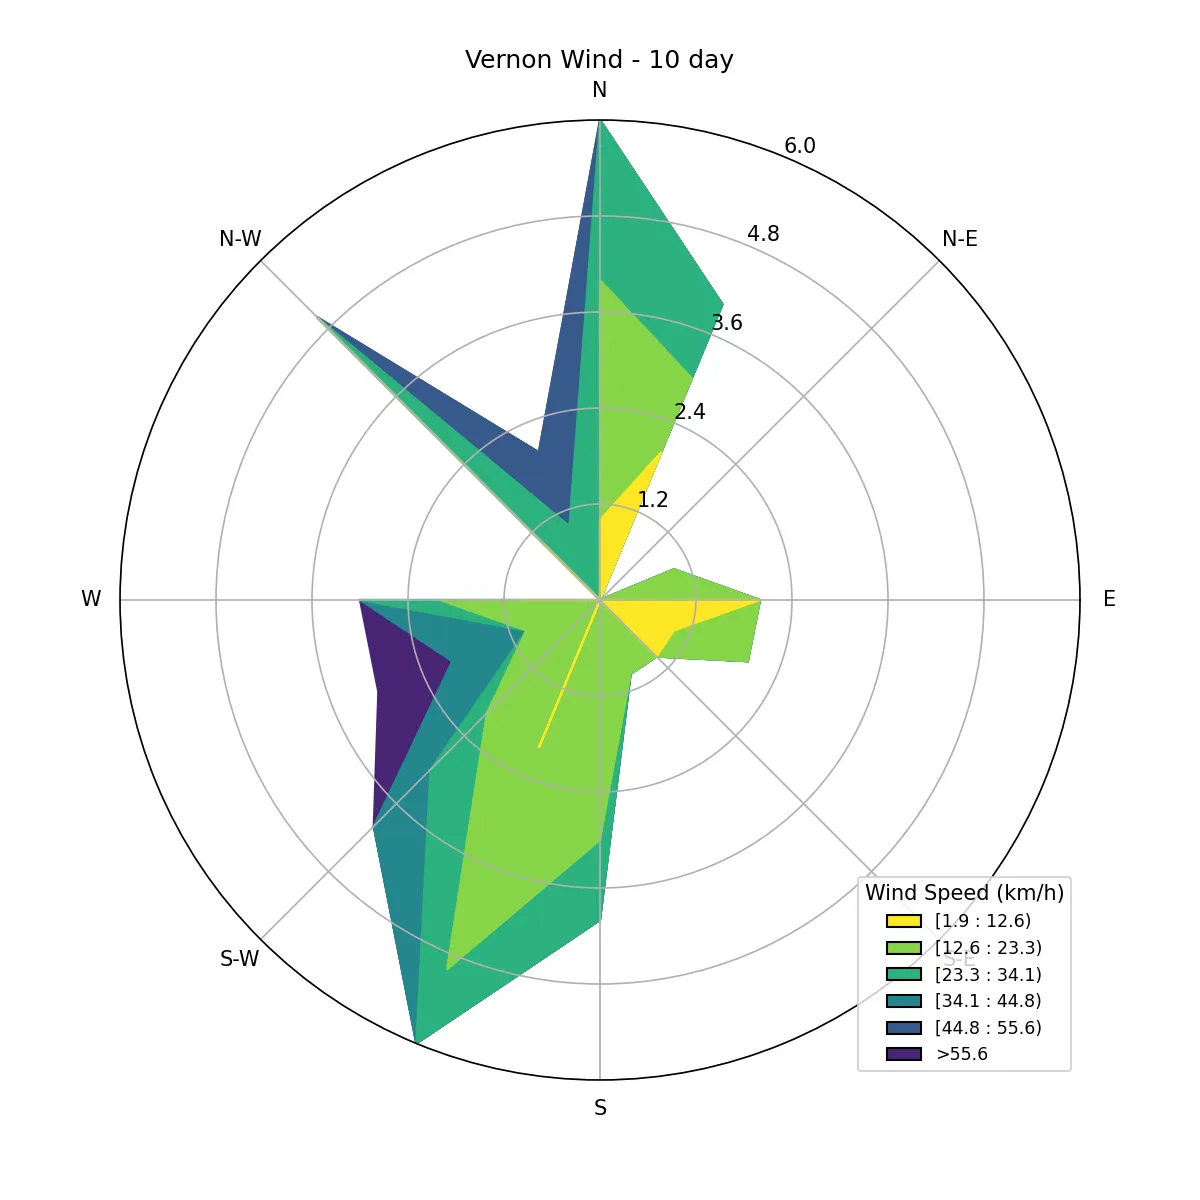 Vernon Wind - 10 day
N
6.0
N-W
4.8
N-E
3.6
2.4
1.2
W
E
Wind Speed (km/h)
[1.9 : 12.6)
[12.6 : 23.3)
S-W
S-E
[23.3 : 34.1)
[34.1 : 44.8)
[44.8 : 55.6)
>55.6
S